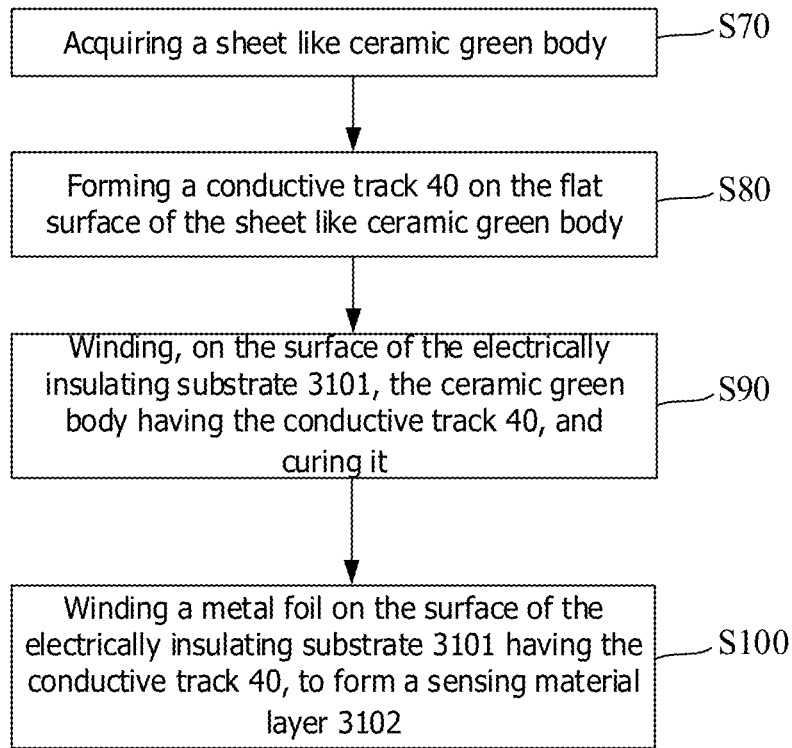 Acquiring a sheet like ceramic green body
S70
Forming a conductive track 40 on the flat
surface of the sheet like ceramic green body
S80
Winding, on the surface of the electrically
insulating substrate 3101, the ceramic green
body having the conductive track 40, and
curing it
S90
Winding a metal foil on the surface of the
electrically insulating substrate 3101 having the
conductive track 40, to form a sensing material
layer 3102
S100